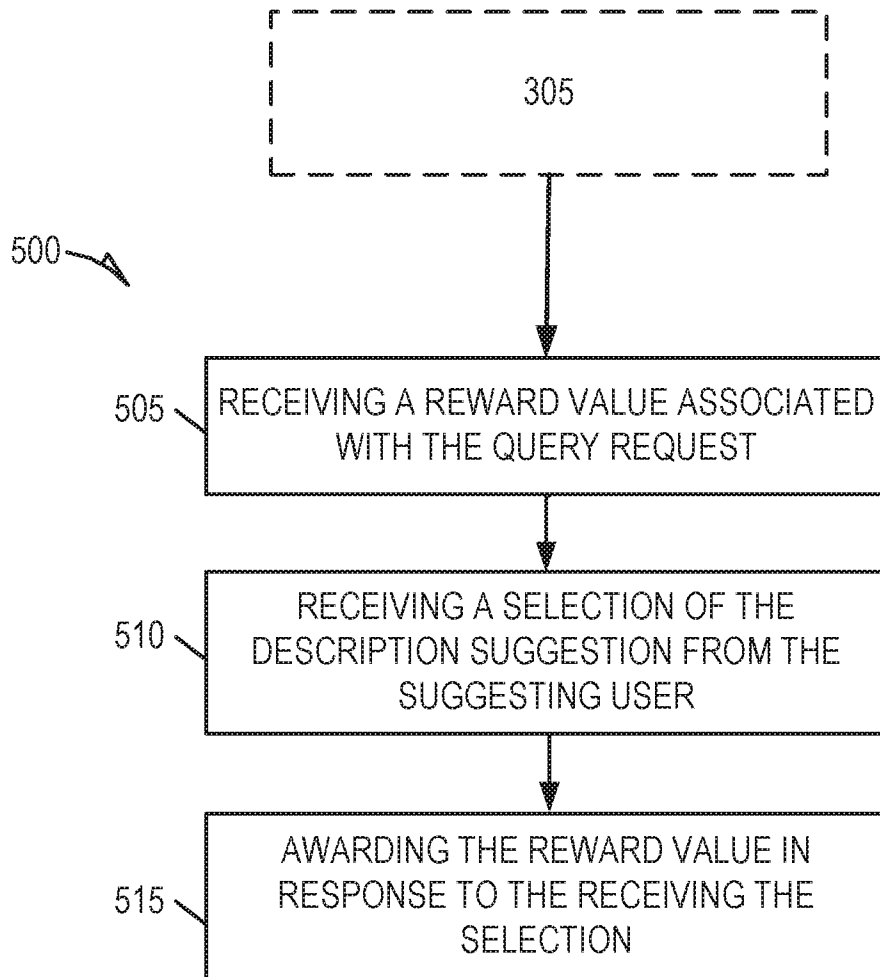 305
500
505
RECEIVING A REWARD VALUE ASSOCIATED
WITH THE QUERY REQUEST
510
RECEIVING A SELECTION OF THE
DESCRIPTION SUGGESTION FROM THE
SUGGESTING USER
515
AWARDING THE REWARD VALUE IN
RESPONSE TO THE RECEIVING THE
SELECTION